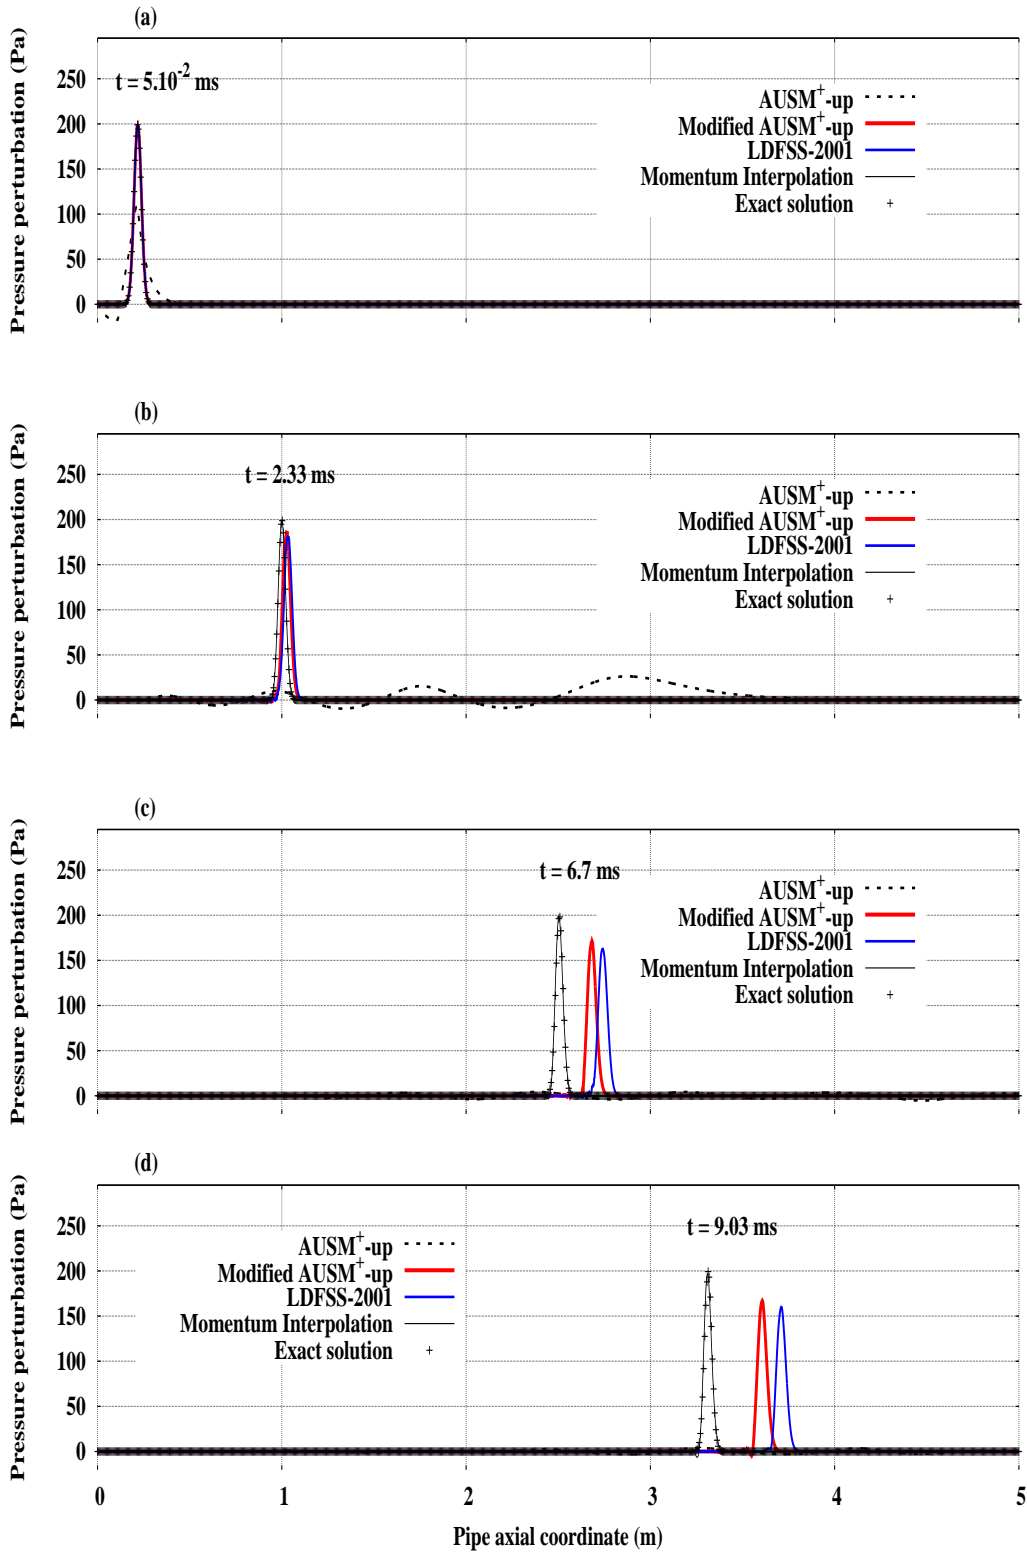 (a)
Pressure perturbation (Pa)
250
200
150
100
50
0
t = 5.10-2 ms
AUSM+-up
Modified AUSM+-up
LDFSS-2001
Momentum Interpolation
Exact solution
(b)
Pressure perturbation (Pa)
250
200
150
100
50
0
t = 2.33 ms
AUSM+-up
Modified AUSM+-up
LDFSS-2001
Momentum Interpolation
Exact solution
(c)
Pressure perturbation (Pa)
250
200
150
100
50
0
t = 6.7 ms
AUSM+-up
Modified AUSM+-up
LDFSS-2001
Momentum Interpolation
Exact solution
(d)
Pressure perturbation (Pa)
250
200
150
100
50
0
t = 9.03 ms
AUSM+-up
Modified AUSM+-up
LDFSS-2001
Momentum Interpolation
Exact solution
0 1 2 3 4 5
Pipe axial coordinate (m)